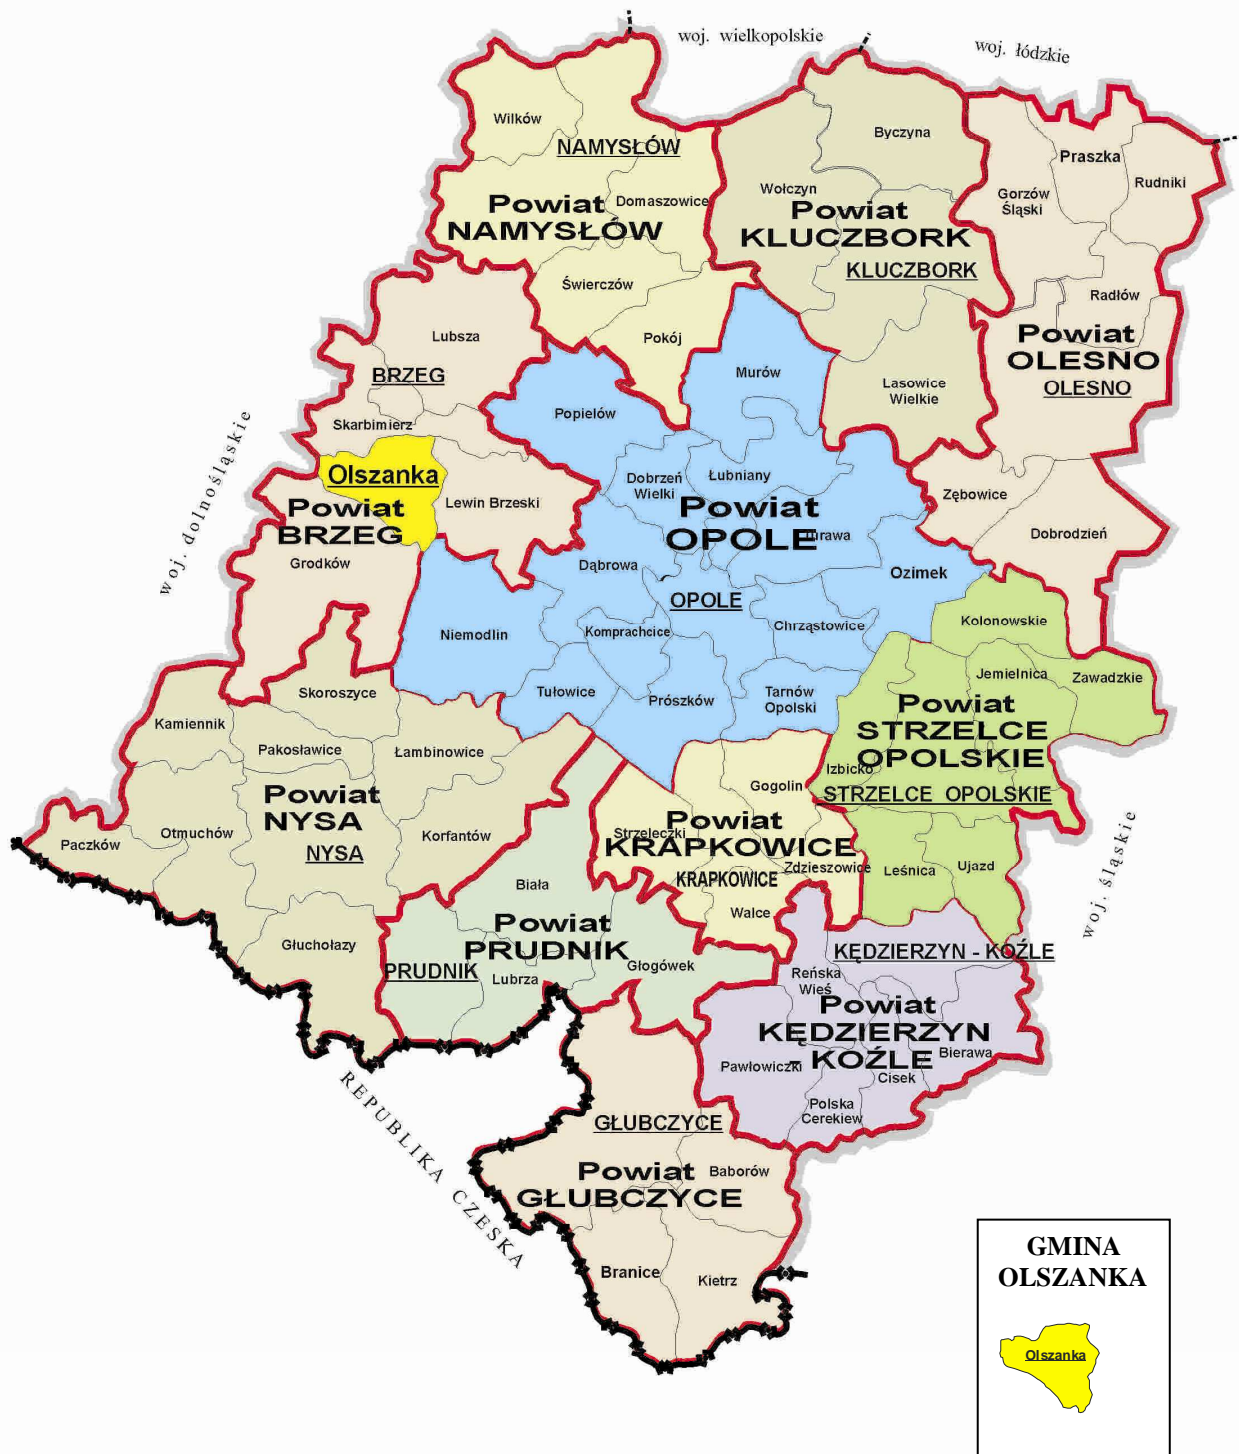 woj. wielkopolskie
woj. łódzkie
Wilków
NAMYSŁÓW
Byczyna
Praszka
Rudniki
Wołczyn
Gorzów
Śląski
Domaszowice
Powiat
NAMYSŁÓW
Powiat
KLUCZBORK
KLUCZBORK
Świerczów
Radłów
Lubsza
Pokój
Powiat
OLESNO
OLESNO
BRZEG
Murów
Lasowice
Wielkie
Popielów
Skarbimierz
woj. dolnośląskie
Olszanka
Powiat
BRZEG
Lewin Brzeski
Dobrzeń
Wielki
Łubniany
Powiat
OPOLE
Zębowice
Dobrodzień
Grodków
Dąbrowa
Ozimek
OPOLE
Niemodlin
Komprachcice
Chrząstowice
Kolonowskie
Jemielnica
Zawadzkie
Skoroszyce
Tułowice
Prószków
Tarnów
Opolski
Powiat
STRZELCE
OPOLSKIE
Izbicko
STRZELCE OPOLSKIE
Kamiennik
Pakosławice
Łambinowice
Gogolin
Powiat
NYSA
NYSA
Paczków
Otmuchów
Korfantów
Strzeleczki
Powiat
KRAPKOWICE
KRAPKOWICE
Zdzieszowice
Leśnica
Ujazd
woj. śląskie
Biała
Walce
Głuchołazy
Powiat
PRUDNIK
PRUDNIK
Lubrza
Głogówek
KĘDZIERZYN - KOŹLE
Reńska
Wieś
Powiat
KĘDZIERZYN
- KOŹLE
Pawłowiczki
Bierawa
Cisek
Polska
Cerekiew
REPUBLIKA CZESKA
GŁUBCZYCE
Powiat
GŁUBCZYCE
Baborów
Branice
Kietrz
GMINA
OLSZANKA
Olszanka